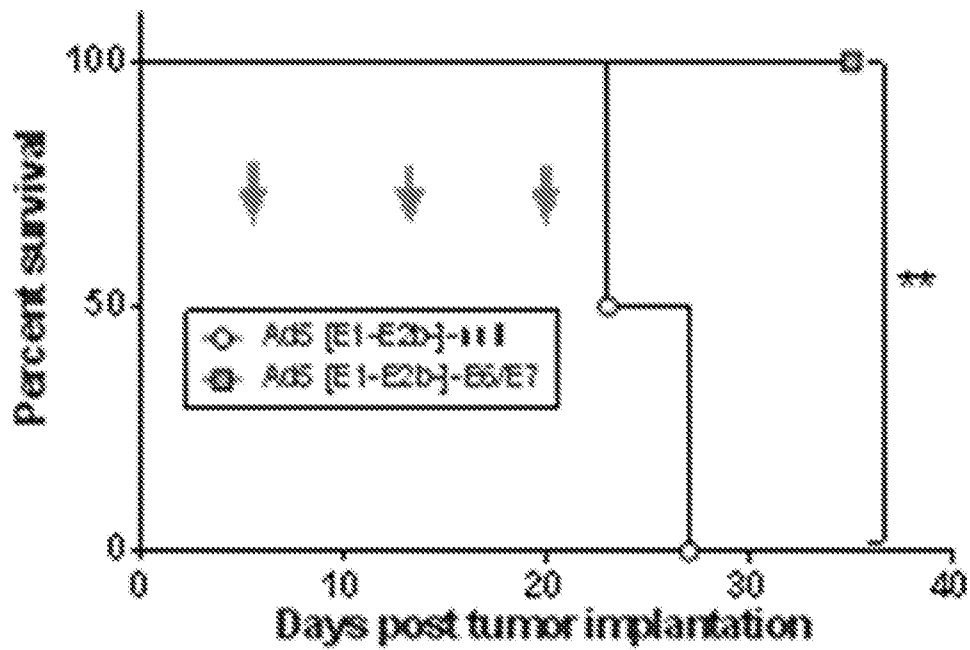 100
50
0
Percent survival
Ad5 [E1-E2b-]-
Ad5 [E1-E2b-]-E6/E7
**
0 10 20 30 40
Days post tumor implantation